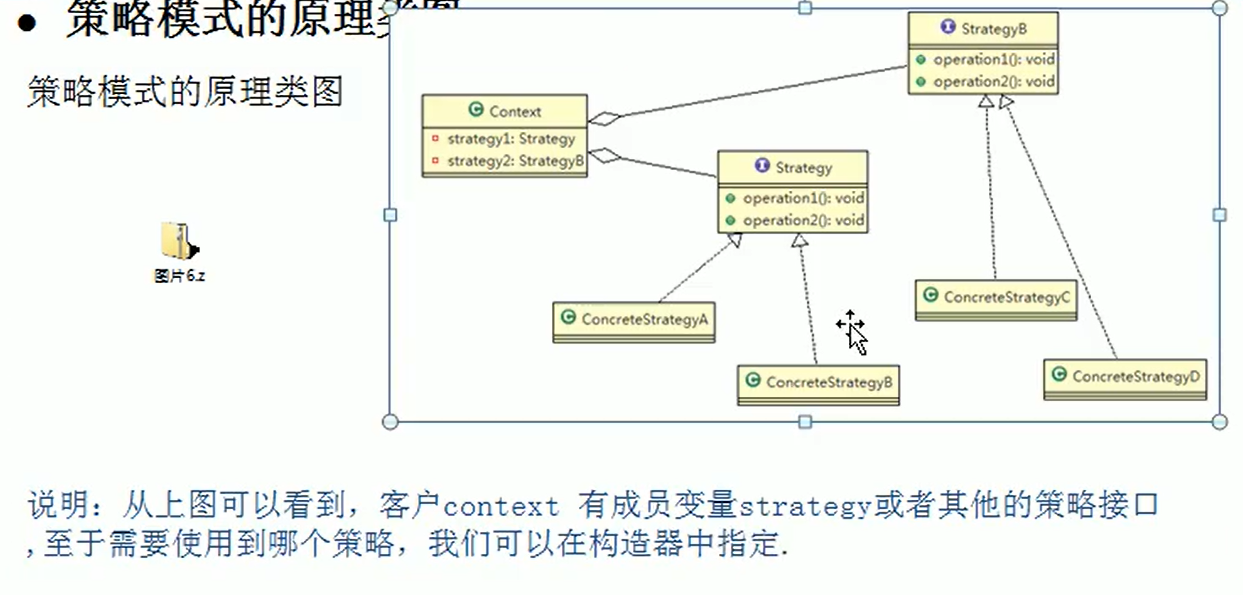 ● 策略模式的原理类图
策略模式的原理类图
StrategyB
operation1(): void
operation2(): void
Context
strategy1: Strategy
strategy2: StrategyB
Strategy
operation1(): void
operation2(): void
图片6.z
ConcreteStrategyC
ConcreteStrategyA
ConcreteStrategyB
ConcreteStrategyD
说明：从上图可以看到，客户context 有成员变量strategy或者其他的策略接口
,至于需要使用到哪个策略，我们可以在构造器中指定.